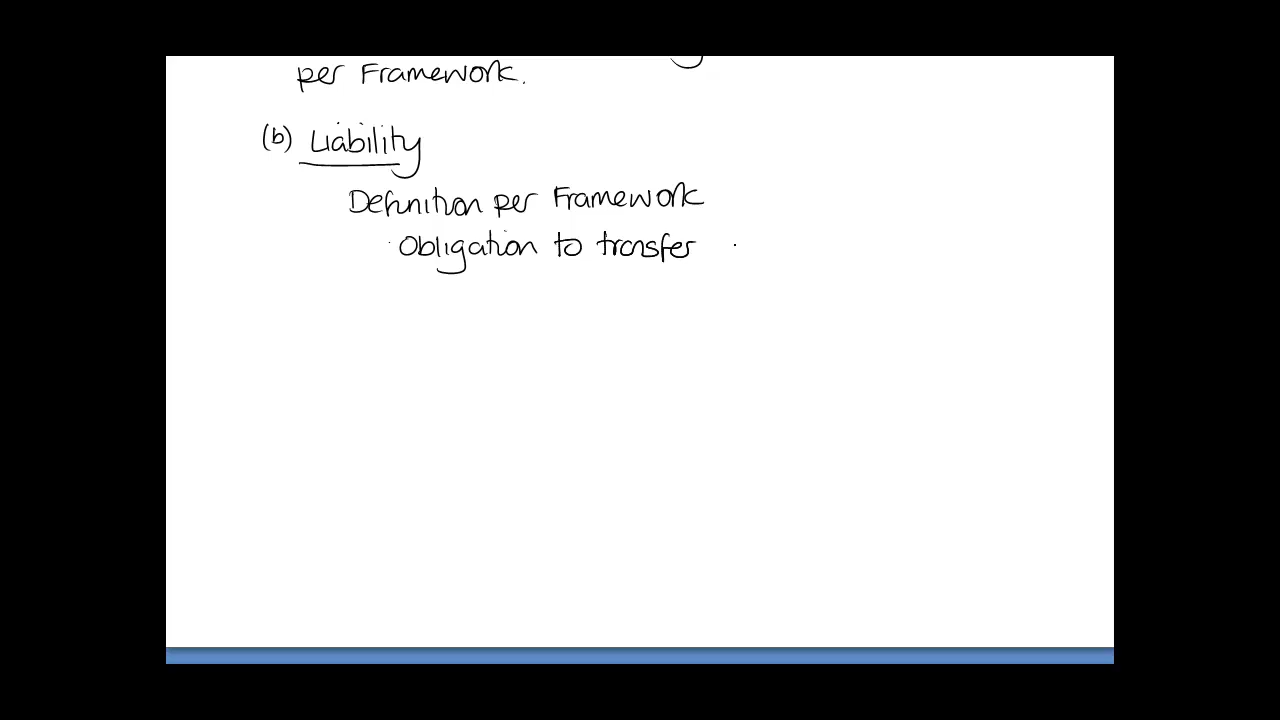 per Framework.
(b) Liability
Definition per Framework
Obligation to transfer